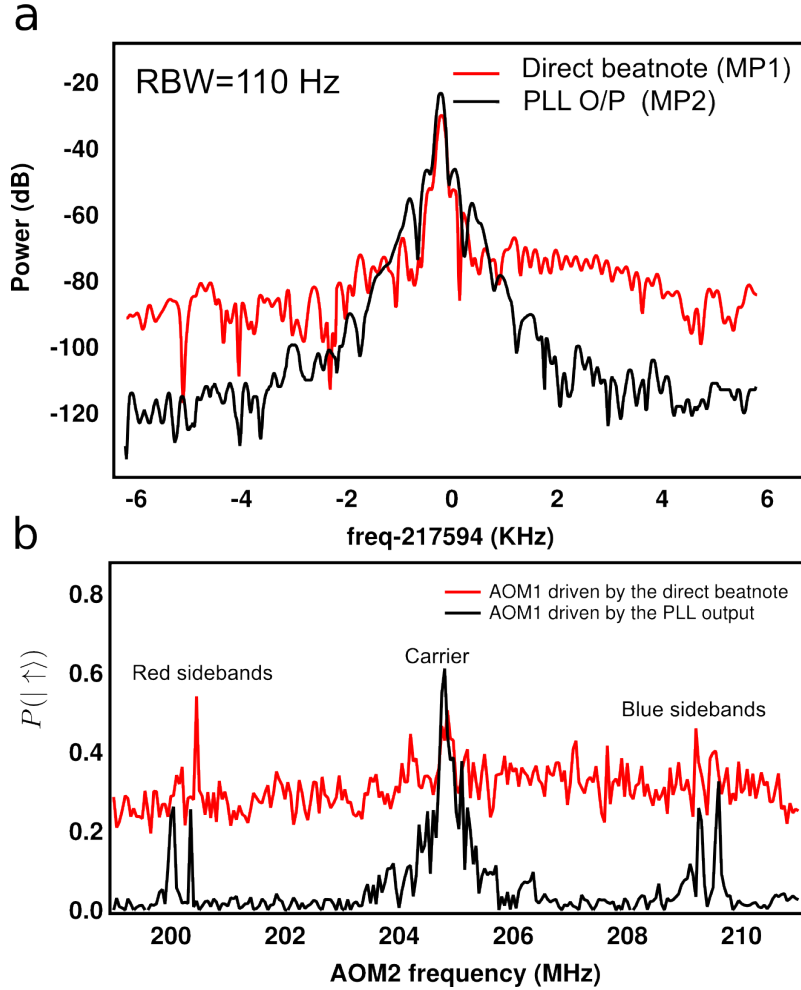 a
RBW=110 Hz
Direct beatnote (MP1)
PLL O/P (MP2)
Power (dB)
-20
-40
-60
-80
-100
-120
-6 -4 -2 0 2 4 6
freq-217594 (KHz)
b
AOM1 driven by the direct beatnote
AOM1 driven by the PLL output
Red sidebands
Carrier
Blue sidebands
P(|↑⟩)
0.8
0.6
0.4
0.2
0.0
200 202 204 206 208 210
AOM2 frequency (MHz)